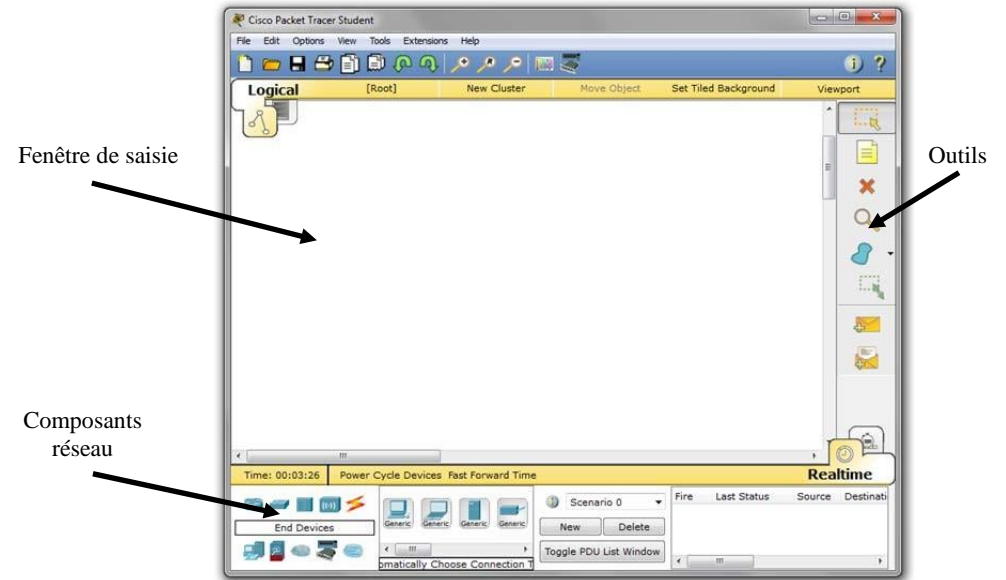 Cisco Packet Tracer Student
File Edit Options View Tools Extensions Help
Logical [Root] New Cluster Move Object Set Tiled Background Viewport
Fenêtre de saisie
Outils
Composants
réseau
Time: 00:03:26 Power Cycle Devices Fast Forward Time Realtime
End Devices
Generic Generic Generic Generic
omatically Choose Connection T
Scenario 0
New Delete
Toggle PDU List Window
Fire Last Status Source Destinati